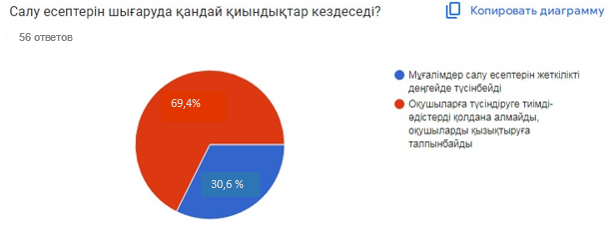 Салу есептерін шығаруда қандай қиындықтар кездеседі?
Копировать диаграмму
56 ответов
69,4%
30,6 %
Мұғалімдер салу есептерін жеткілікті
деңгейде түсінбейді
Оқушыларға түсіндіруге тиімді-
әдістерді қолдана алмайды,
оқушыларды қызықтыруға
талпынбайды